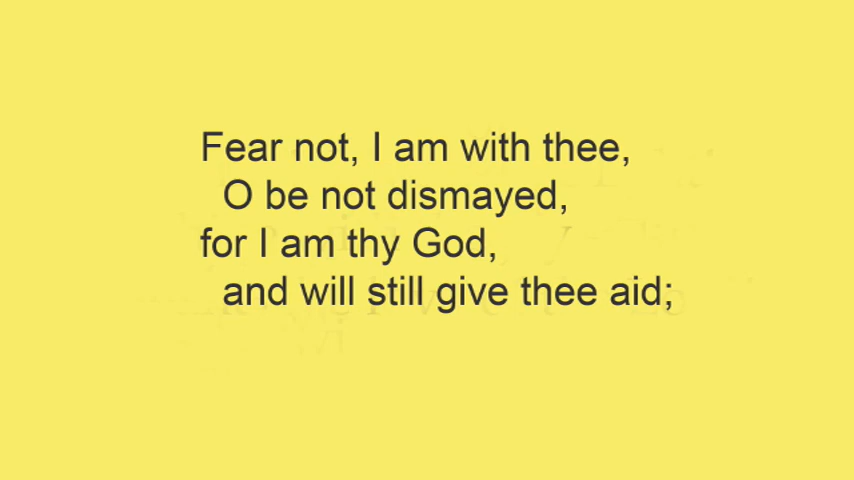 Fear not, I am with thee,
O be not dismayed,
for I am thy God,
and will still give thee aid;